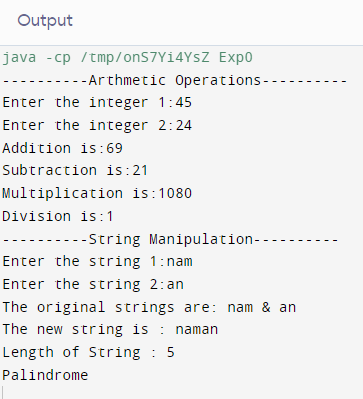 Output
java -cp /tmp/onS7Yi4YsZ Exp0
----------Arthmetic Operations----------
Enter the integer 1:45
Enter the integer 2:24
Addition is:69
Subtraction is:21
Multiplication is:1080
Division is:1
----------String Manipulation----------
Enter the string 1:nam
Enter the string 2:an
The original strings are: nam & an
The new string is : naman
Length of String : 5
Palindrome